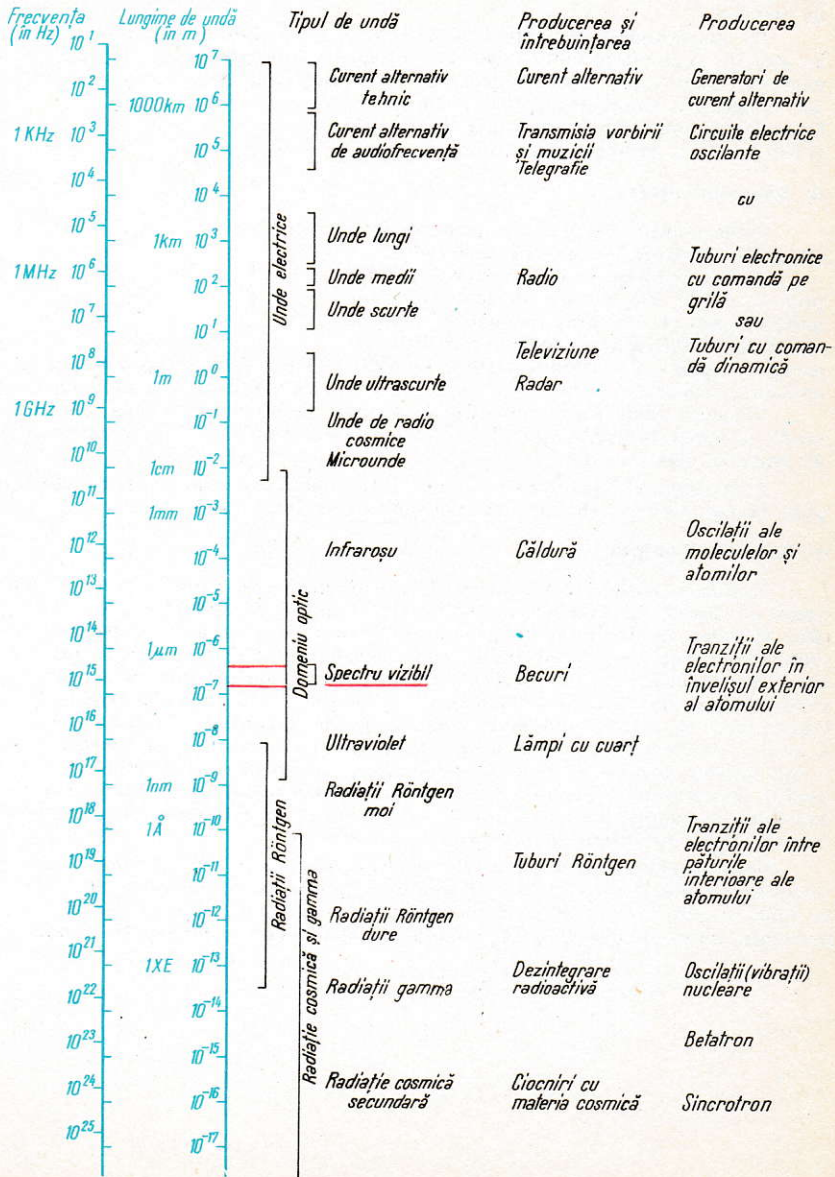 Frecvența
(în Hz)
Lungime de undă
(în m)
Tipul de undă
Producerea și
întrebuințarea
Producerea
10¹
10²
1KHz 10³
10⁴
10⁵
1MHz 10⁶
10⁷
10⁸
1GHz 10⁹
10¹⁰
10¹¹
10¹²
10¹³
10¹⁴
10¹⁵
10¹⁶
10¹⁷
10¹⁸
10¹⁹
10²⁰
10²¹
10²²
10²³
10²⁴
10²⁵
10⁷
1000km 10⁶
10⁵
10⁴
1km 10³
10²
10¹
1m 10⁰
10⁻¹
1cm 10⁻²
1mm 10⁻³
10⁻⁴
10⁻⁵
1μm 10⁻⁶
10⁻⁷
10⁻⁸
1nm 10⁻⁹
1Å 10⁻¹⁰
10⁻¹¹
10⁻¹²
1XE 10⁻¹³
10⁻¹⁴
10⁻¹⁵
10⁻¹⁶
10⁻¹⁷
Unde electrice
Domeniu optic
Radiații Röntgen
Radiație cosmică și gamma
Curent alternativ
tehnic
Curent alternativ
de audiofrecvență
Unde lungi
Unde medii
Unde scurte
Unde ultrascurte
Unde de radio
cosmice
Microunde
Infraroșu
Spectru vizibil
Ultraviolet
Radiații Röntgen
moi
Radiații Röntgen
dure
Radiații gamma
Radiație cosmică
secundară
Curent alternativ
Transmisia vorbirii
și muzicii
Telegrafie
Radio
Televiziune
Radar
Căldură
Becuri
Lămpi cu cuarț
Tuburi Röntgen
Dezintegrare
radioactivă
Ciocniri cu
materia cosmică
Generatori de
curent alternativ
Circuite electrice
oscilante
cu
Tuburi electronice
cu comandă pe
grilă
sau
Tuburi cu coman-
dă dinamică
Oscilații ale
moleculelor și
atomilor
Tranziții ale
electronilor în
învelișul exterior
al atomului
Tranziții ale
electronilor între
păturile
interioare ale
atomului
Oscilații (vibrații)
nucleare
Betatron
Sincrotron